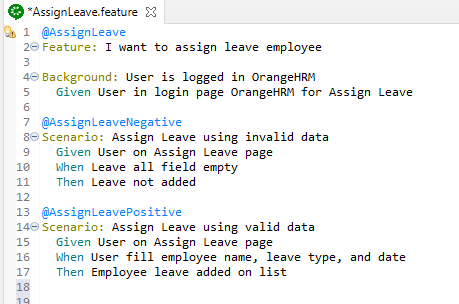 *AssignLeave.feature
1 @AssignLeave
2 Feature: I want to assign leave employee
3
4 Background: User is logged in OrangeHRM
5 Given User in login page OrangeHRM for Assign Leave
6
7 @AssignLeaveNegative
8 Scenario: Assign Leave using invalid data
9 Given User on Assign Leave page
10 When Leave all field empty
11 Then Leave not added
12
13 @AssignLeavePositive
14 Scenario: Assign Leave using valid data
15 Given User on Assign Leave page
16 When User fill employee name, leave type, and date
17 Then Employee leave added on list
18